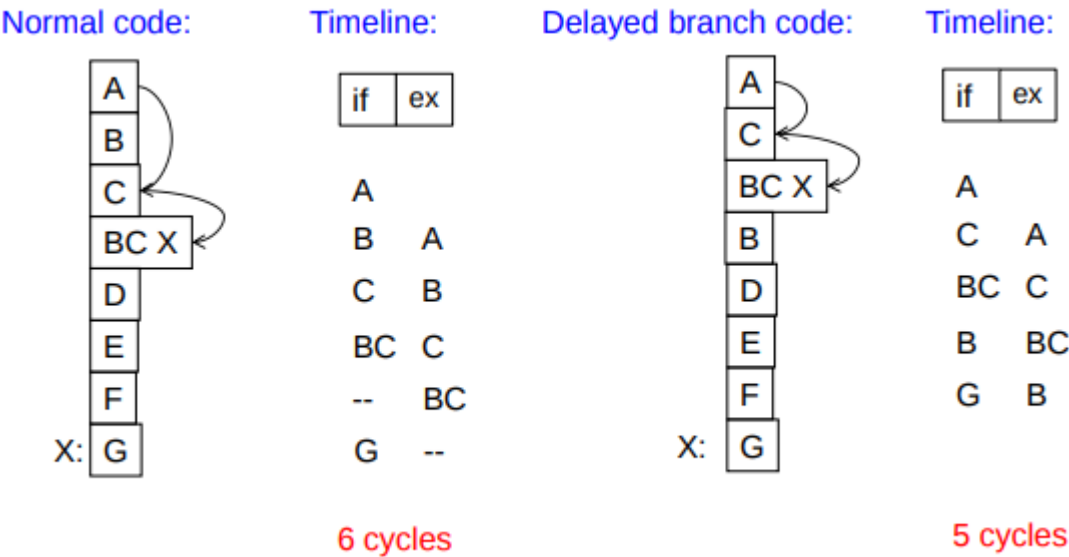 Normal code:
A
B
C
BC X
D
E
F
X: G
Timeline:
if ex
A
B A
C B
BC C
-- BC
G --
6 cycles
Delayed branch code:
A
C
BC X
B
D
E
F
X: G
Timeline:
if ex
A
C A
BC C
B BC
G B
5 cycles